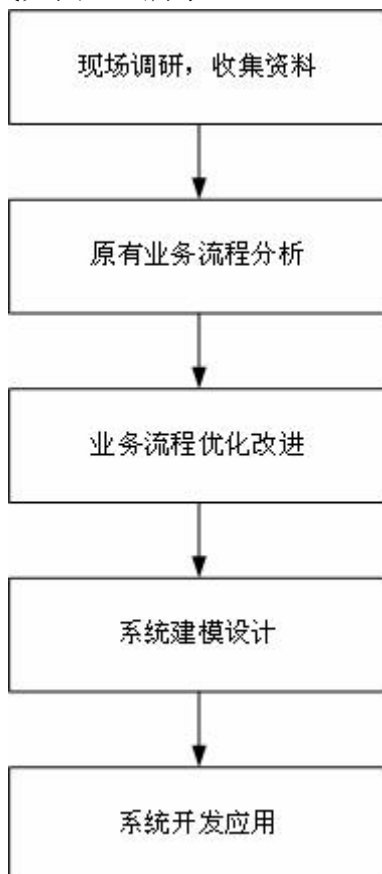 现场调研，收集资料
原有业务流程分析
业务流程优化改进
系统建模设计
系统开发应用